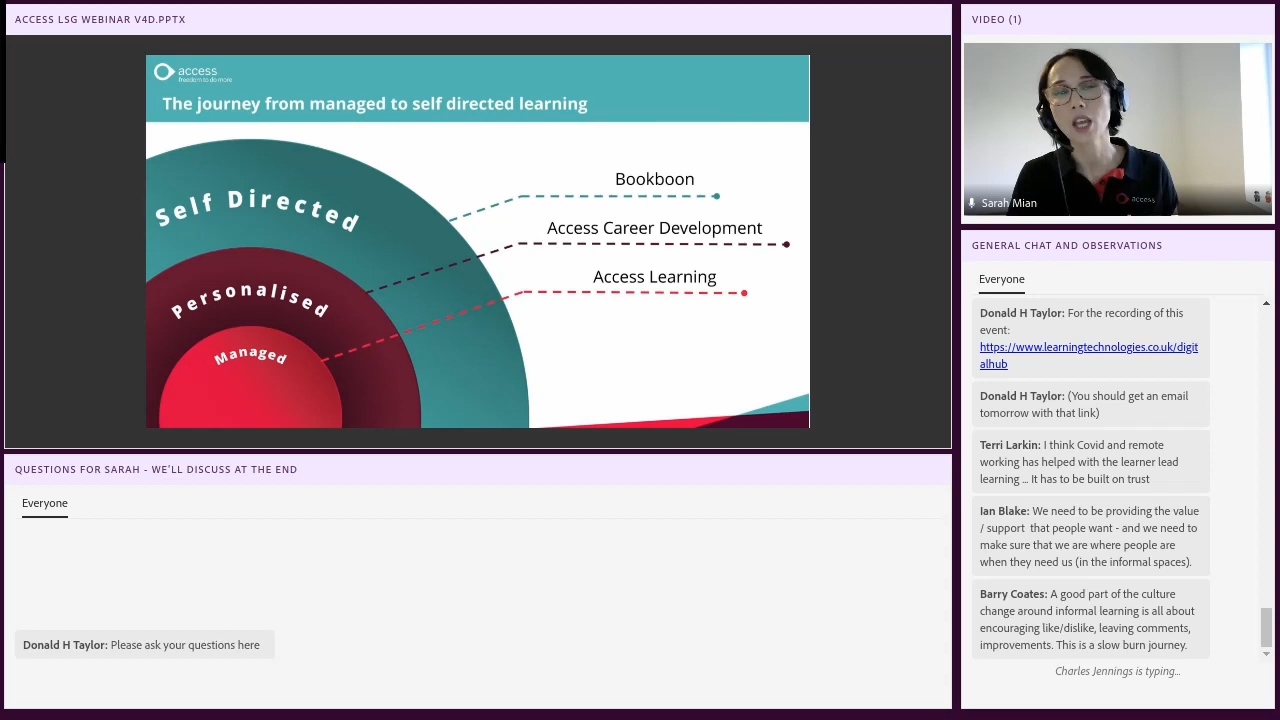 ACCESS LSG WEBINAR V4D.PPTX
access
freedom to do more
The journey from managed to self directed learning
Self Directed
Personalised
Managed
Bookboon
Access Career Development
Access Learning
QUESTIONS FOR SARAH - WE'LL DISCUSS AT THE END
Everyone
Donald H Taylor: Please ask your questions here
VIDEO (1)
access
Sarah Mian
GENERAL CHAT AND OBSERVATIONS
Everyone
Donald H Taylor: For the recording of this
event:
https://www.learningtechnologies.co.uk/digit
alhub
Donald H Taylor: (You should get an email
tomorrow with that link)
Terri Larkin: I think Covid and remote
working has helped with the learner lead
learning ... It has to be built on trust
Ian Blake: We need to be providing the value
/ support  that people want - and we need to
make sure that we are where people are
when they need us (in the informal spaces).
Barry Coates: A good part of the culture
change around informal learning is all about
encouraging like/dislike, leaving comments,
improvements. This is a slow burn journey.
Charles Jennings is typing...